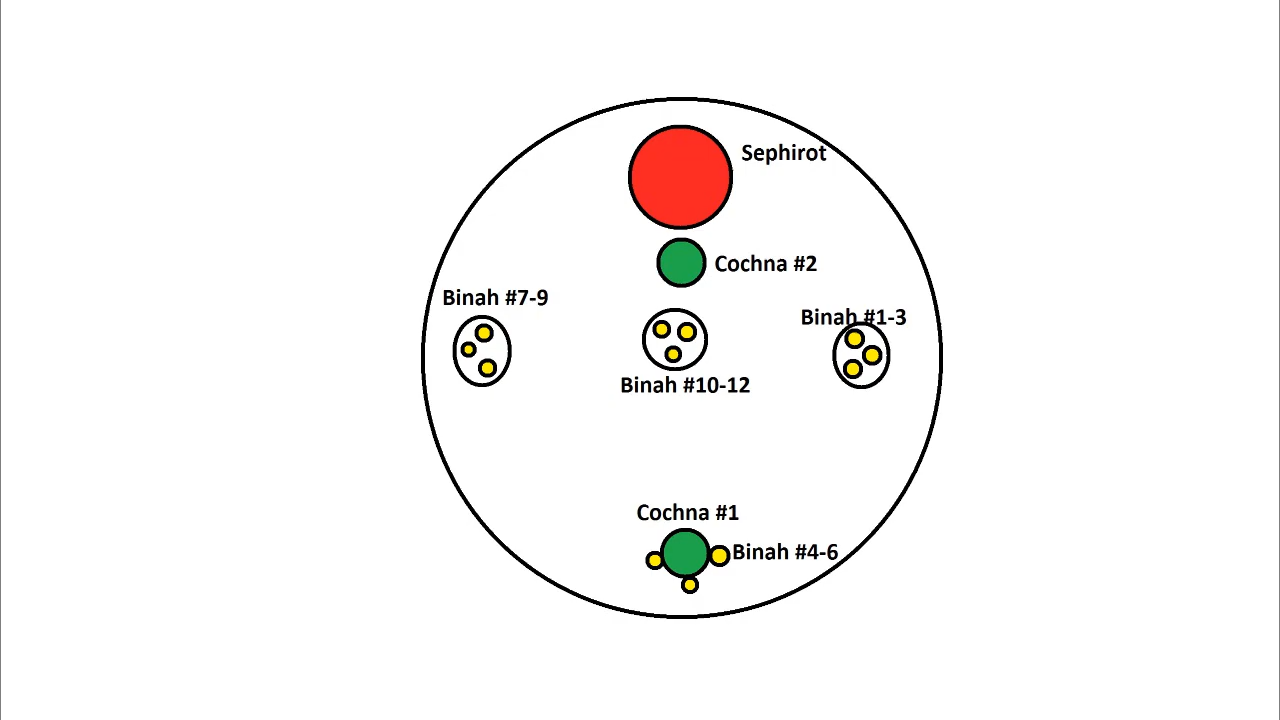 Sephirot
Cochna #2
Binah #7-9
Binah #1-3
Binah #10-12
Cochna #1
Binah #4-6